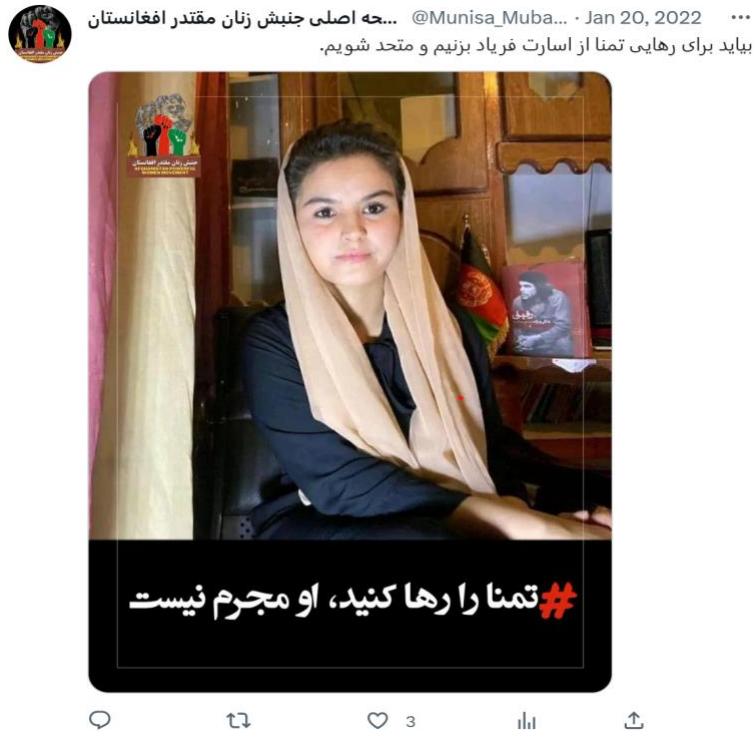 ...حه اصلی جنبش زنان مقتدر افغانستان @Munisa_Muba... · Jan 20, 2022
بیاید برای رهایی تمنا از اسارت فریاد بزنیم و متحد شویم.
جنبش زنان مقتدر افغانستان
AFGHANISTAN POWERFUL
WOMEN MOVEMENT
#تمنا را رها کنید، او مجرم نیست
3